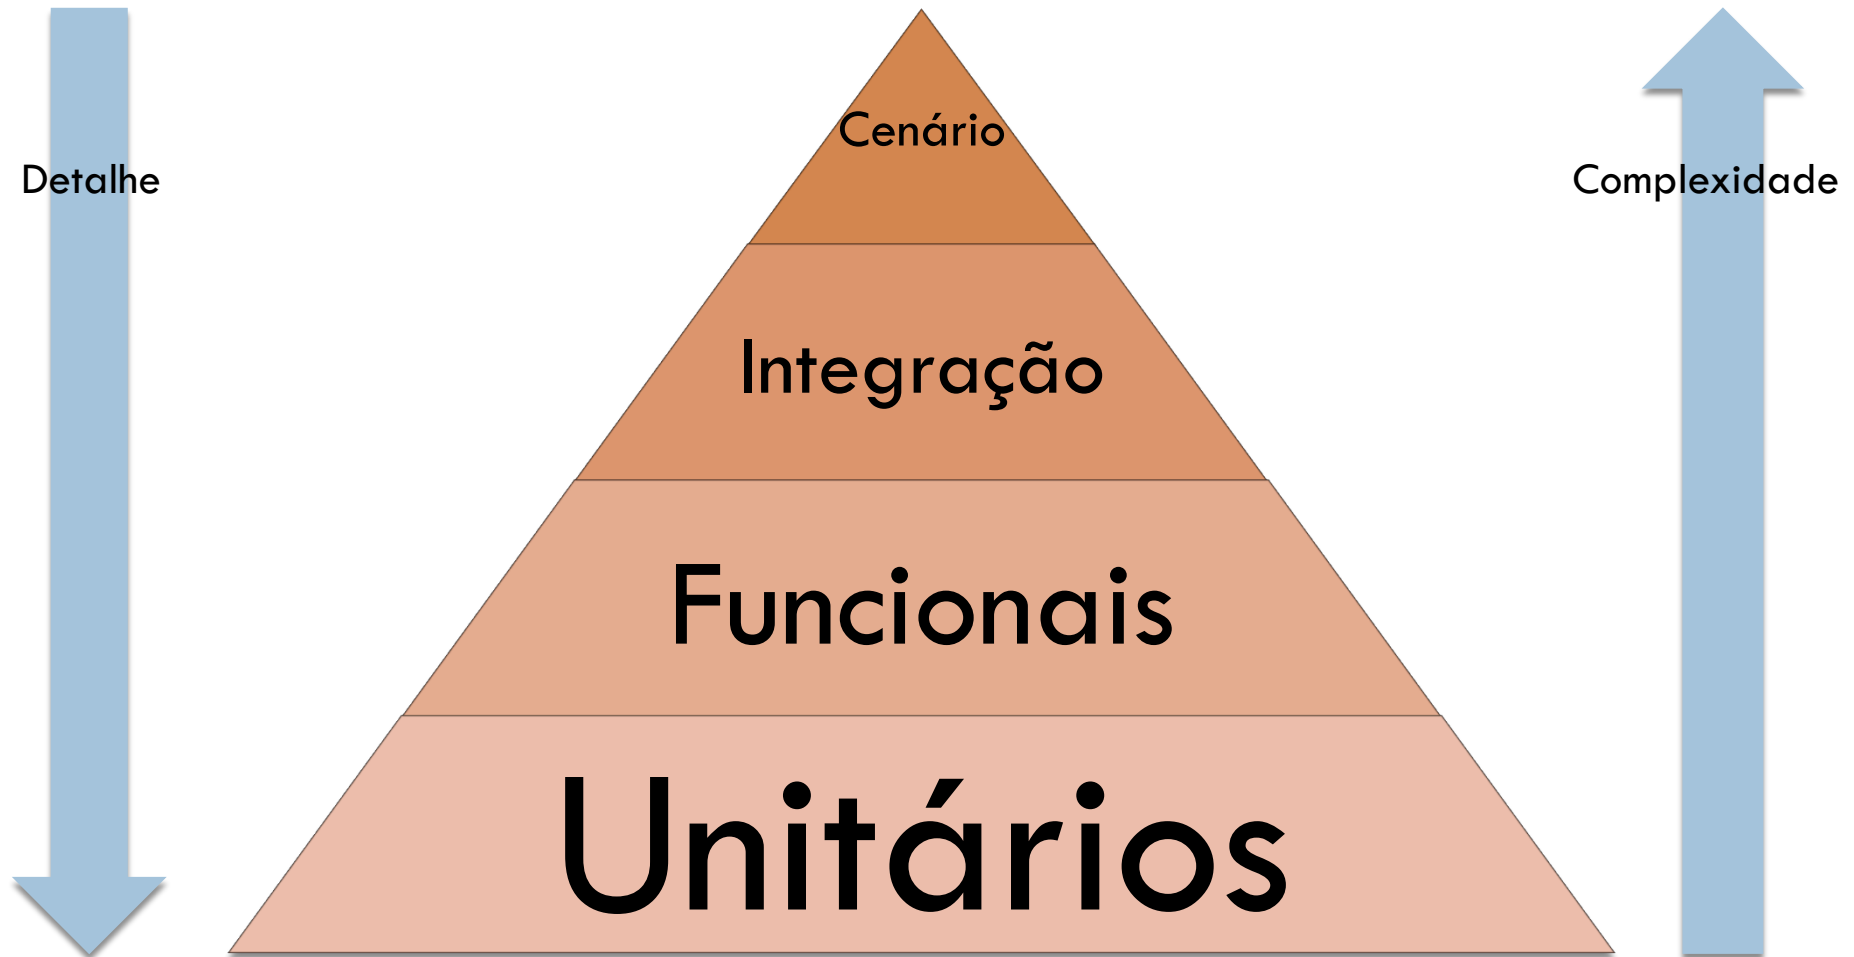 Cenário
Detalhe
Complexidade
Integração
Funcionais
Unitários